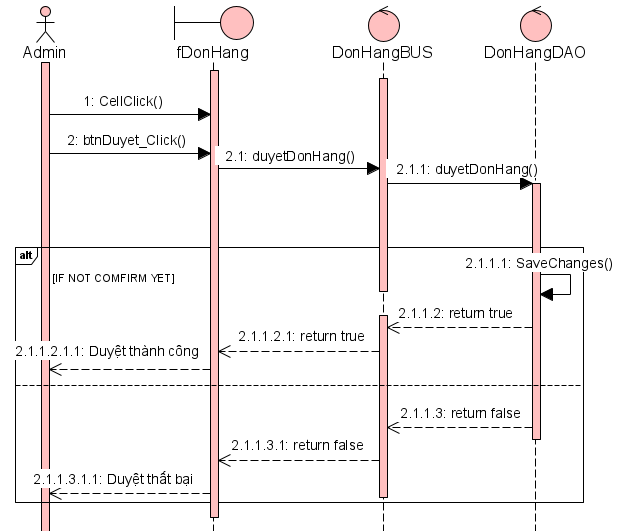 Admin
fDonHang
DonHangBUS
DonHangDAO
1: CellClick()
2: btnDuyet_Click()
2.1: duyetDonHang()
2.1.1: duyetDonHang()
alt
2.1.1.1: SaveChanges()
[IF NOT COMFIRM YET]
2.1.1.2: return true
2.1.1.2.1: return true
2.1.1.2.1.1: Duyệt thành công
2.1.1.3: return false
2.1.1.3.1: return false
2.1.1.3.1.1: Duyệt thất bại